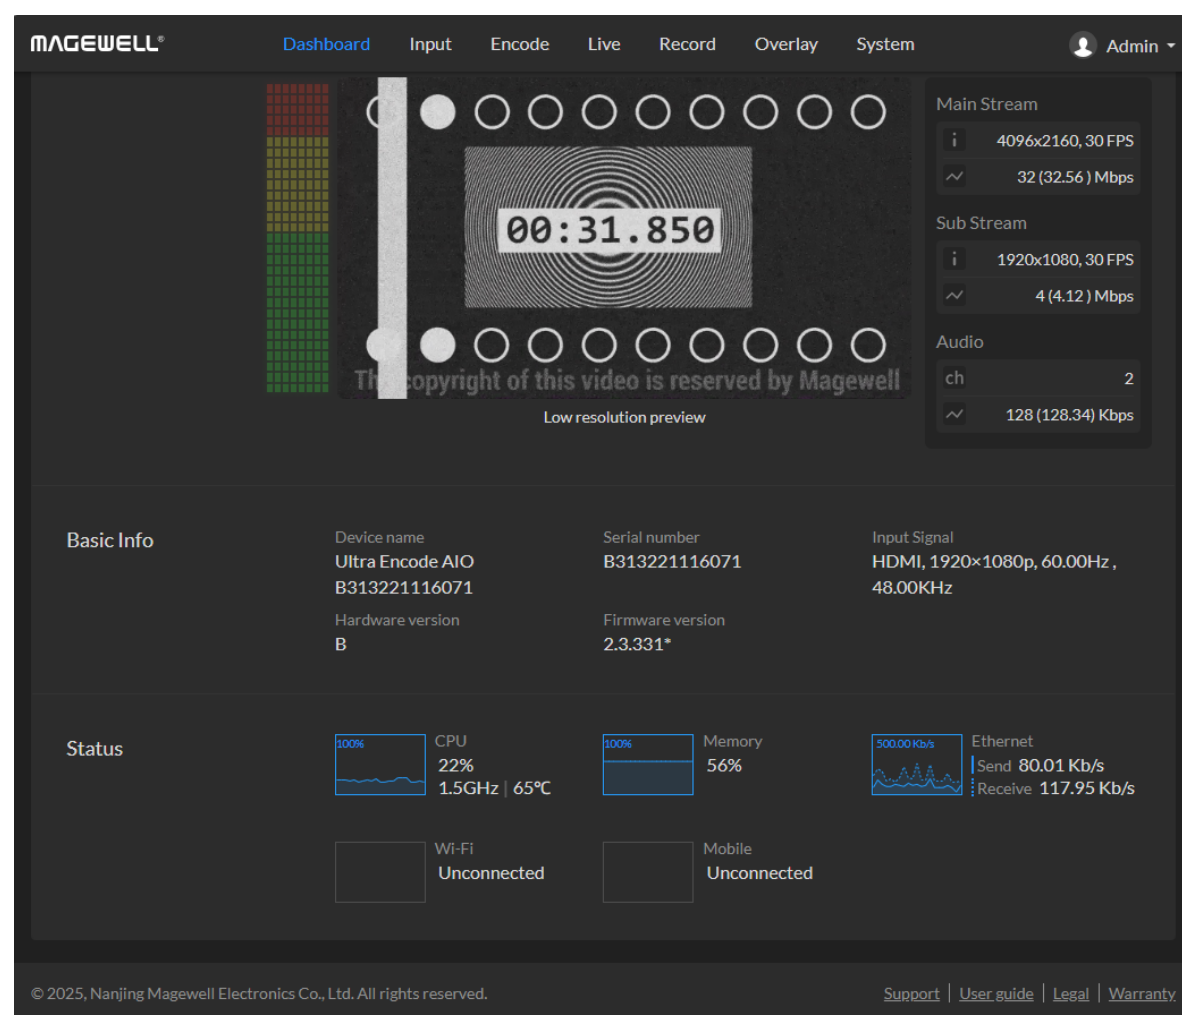 MAGEWELL®
Dashboard Input Encode Live Record Overlay System Admin
Main Stream
i 4096x2160, 30 FPS
32 (32.56 ) Mbps
Sub Stream
i 1920x1080, 30 FPS
4 (4.12 ) Mbps
Audio
ch 2
128 (128.34) Kbps
00:31.850
The copyright of this video is reserved by Magewell
Low resolution preview
Basic Info
Device name
Ultra Encode AIO
B313221116071
Serial number
B313221116071
Input Signal
HDMI, 1920×1080p, 60.00Hz ,
48.00KHz
Hardware version
B
Firmware version
2.3.331*
Status
100%
CPU
22%
1.5GHz | 65℃
100%
Memory
56%
500.00 Kb/s
Ethernet
Send 80.01 Kb/s
Receive 117.95 Kb/s
Wi-Fi
Unconnected
Mobile
Unconnected
© 2025, Nanjing Magewell Electronics Co., Ltd. All rights reserved.
Support | User guide | Legal | Warranty